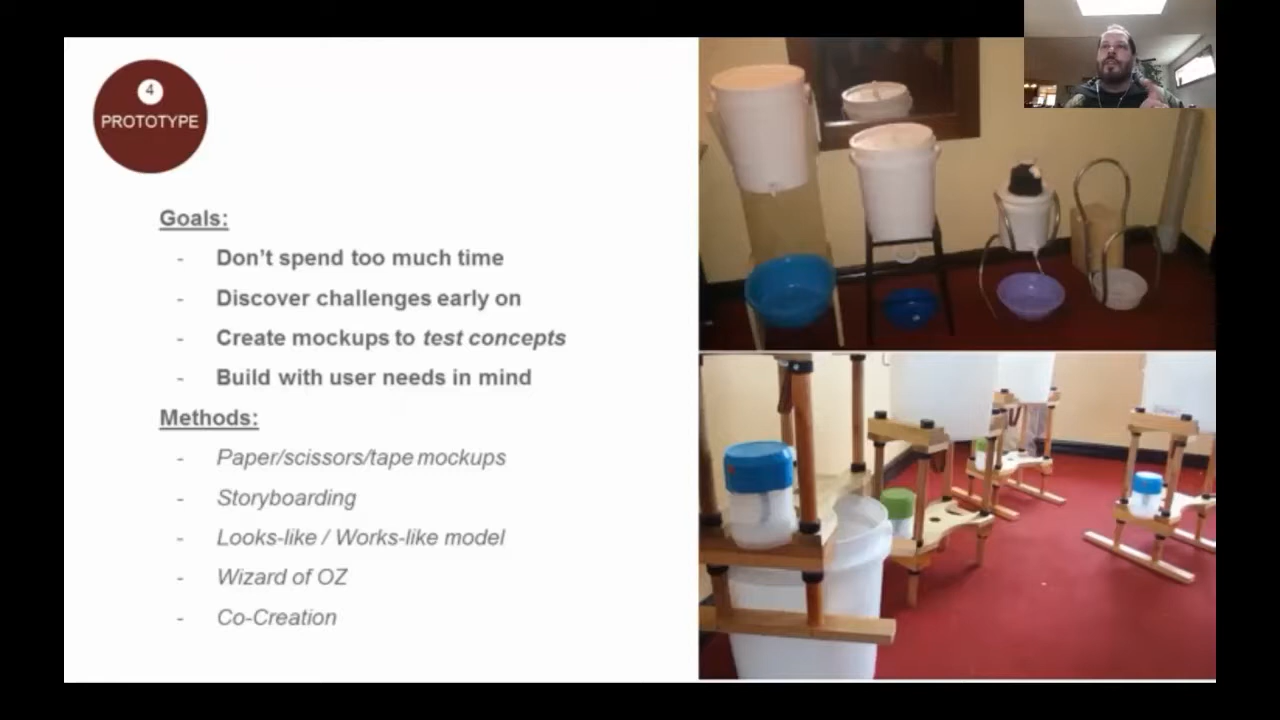 4
PROTOTYPE
Goals:
- Don't spend too much time
- Discover challenges early on
- Create mockups to test concepts
- Build with user needs in mind
Methods:
- Paper/scissors/tape mockups
- Storyboarding
- Looks-like / Works-like model
- Wizard of OZ
- Co-Creation